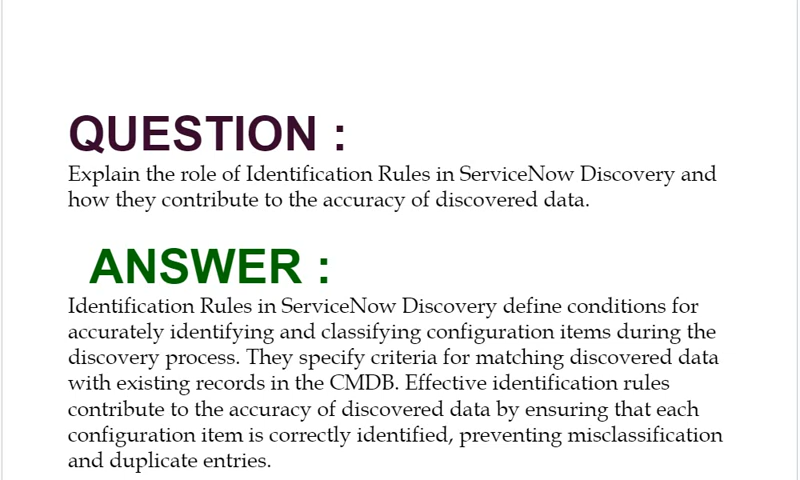 QUESTION :
Explain the role of Identification Rules in ServiceNow Discovery and
how they contribute to the accuracy of discovered data.
ANSWER :
Identification Rules in ServiceNow Discovery define conditions for
accurately identifying and classifying configuration items during the
discovery process. They specify criteria for matching discovered data
with existing records in the CMDB. Effective identification rules
contribute to the accuracy of discovered data by ensuring that each
configuration item is correctly identified, preventing misclassification
and duplicate entries.